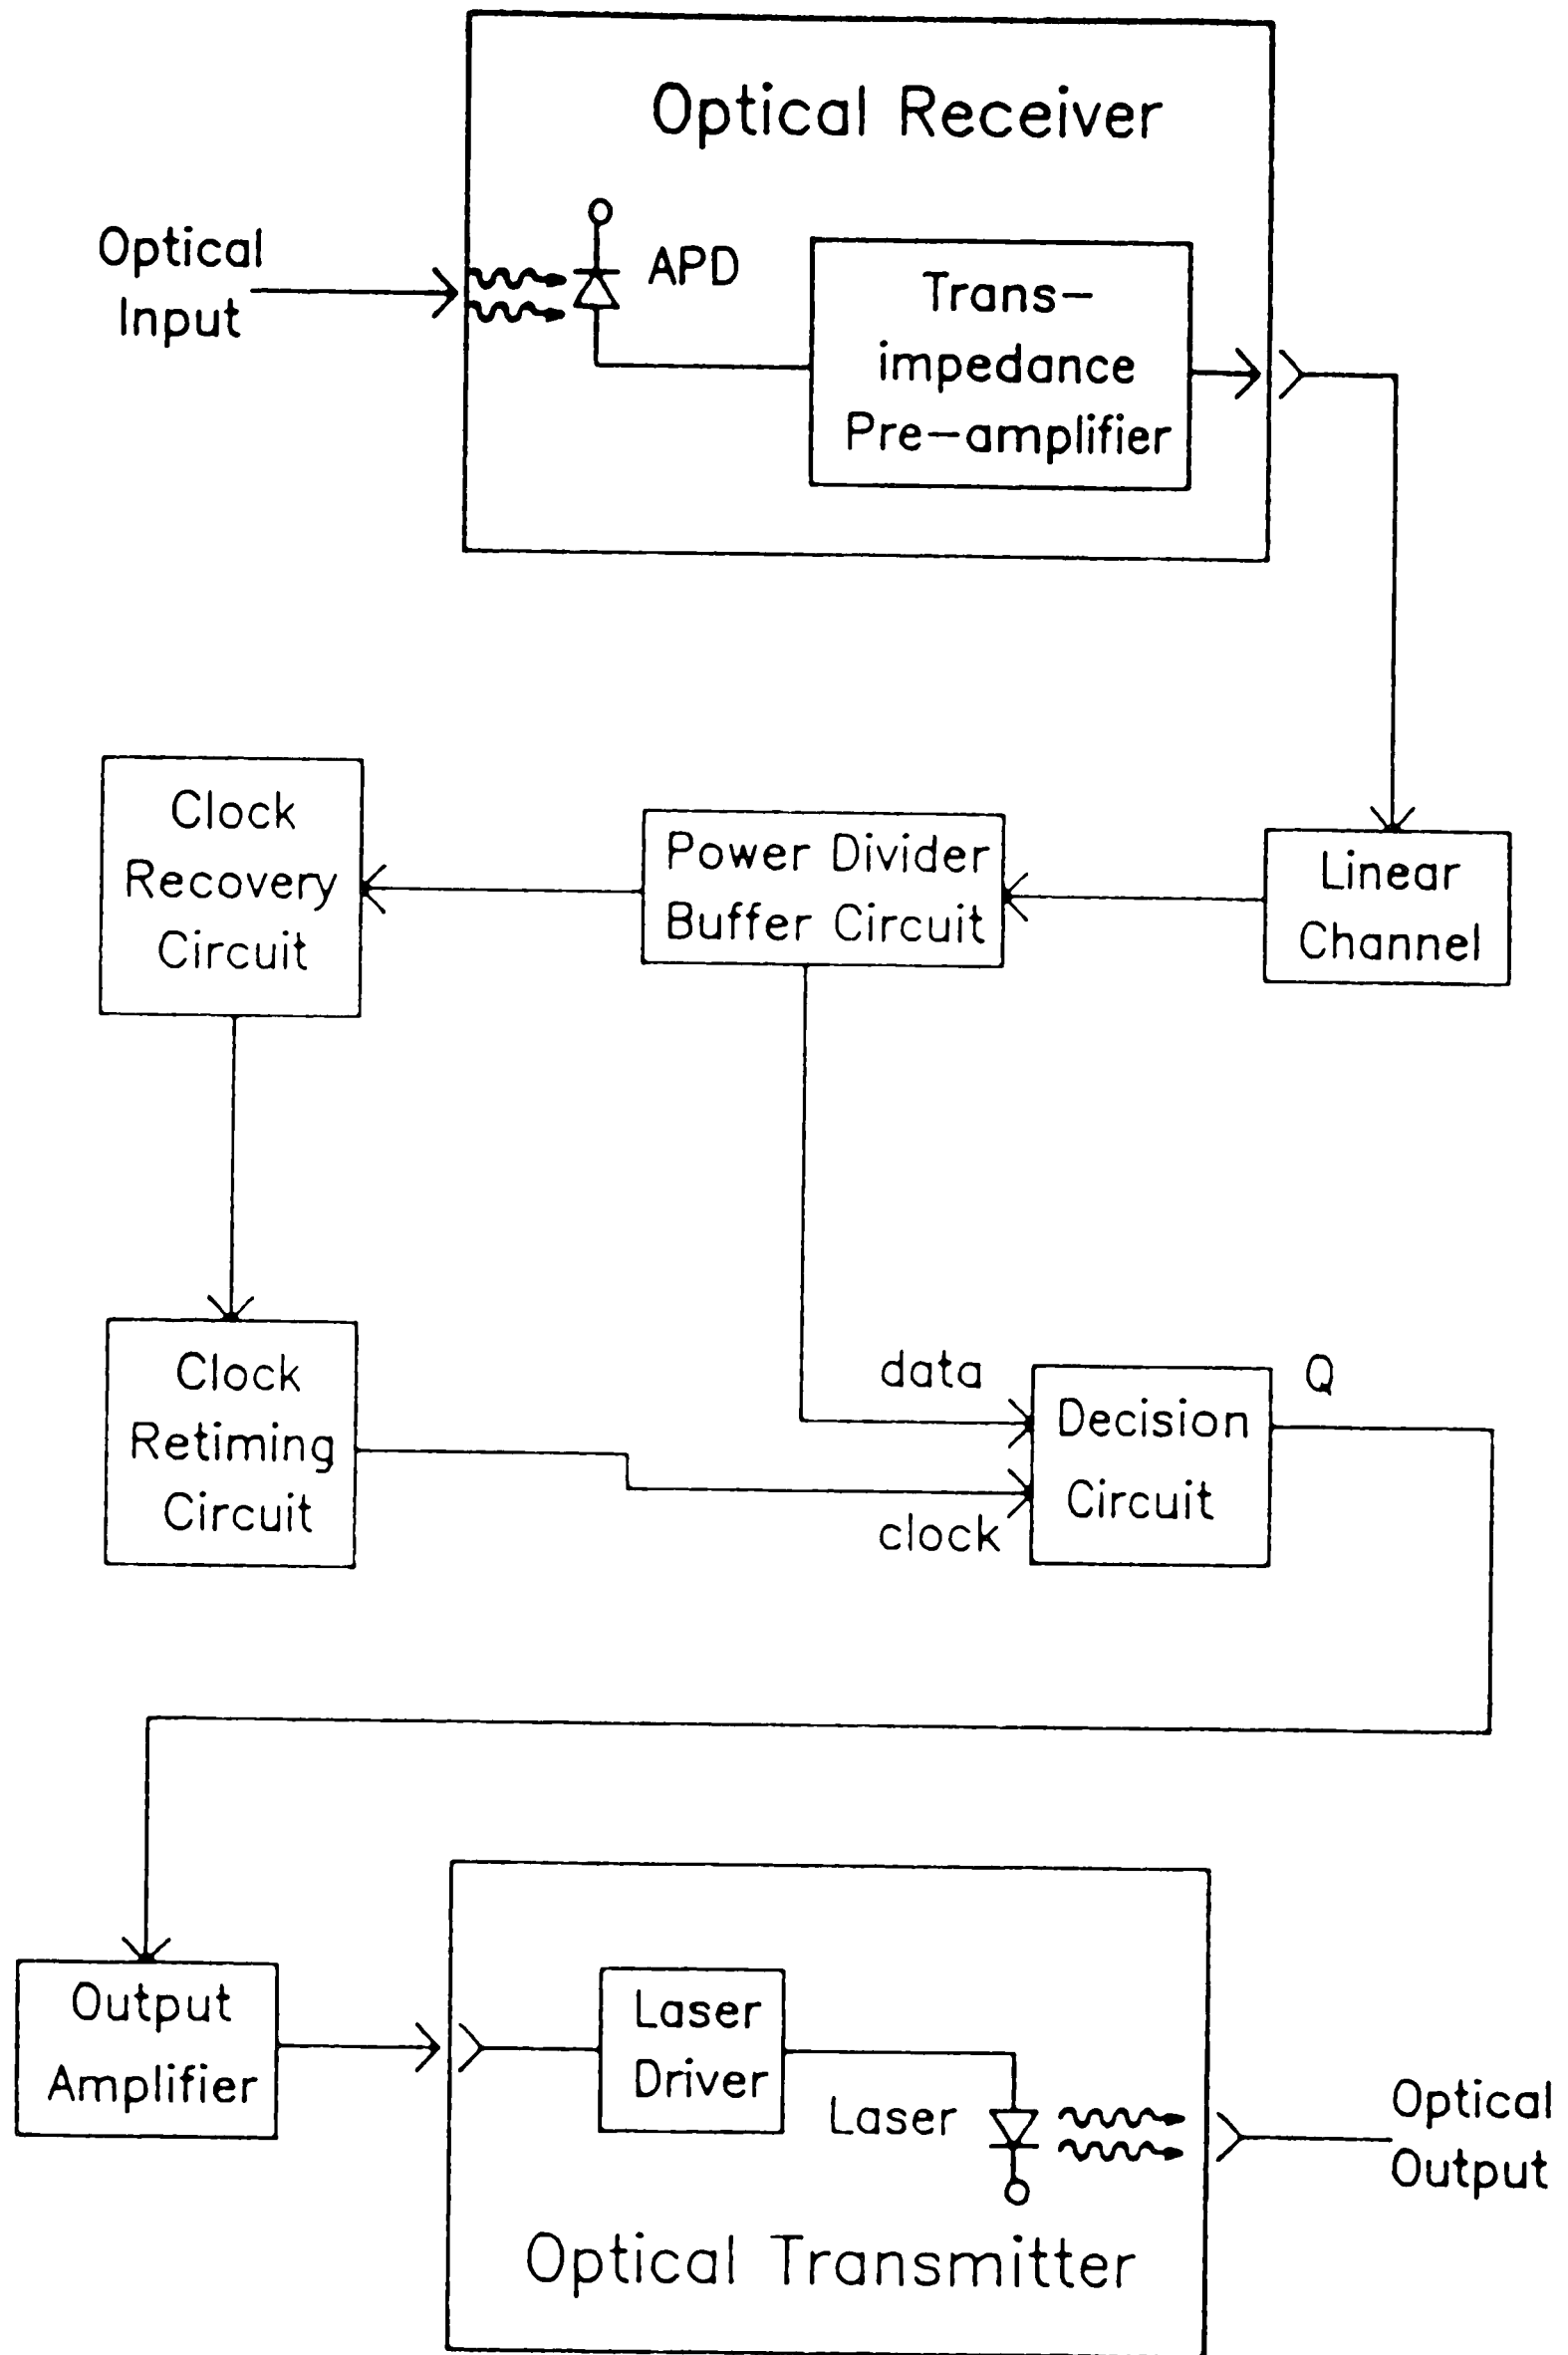 Optical Receiver
Optical
Input
APD
Trans-
impedance
Pre-amplifier
Clock
Recovery
Circuit
Power Divider
Buffer Circuit
Linear
Channel
Clock
Retiming
Circuit
data
clock
Decision
Circuit
Q
Output
Amplifier
Laser
Driver
Laser
Optical
Output
Optical Transmitter